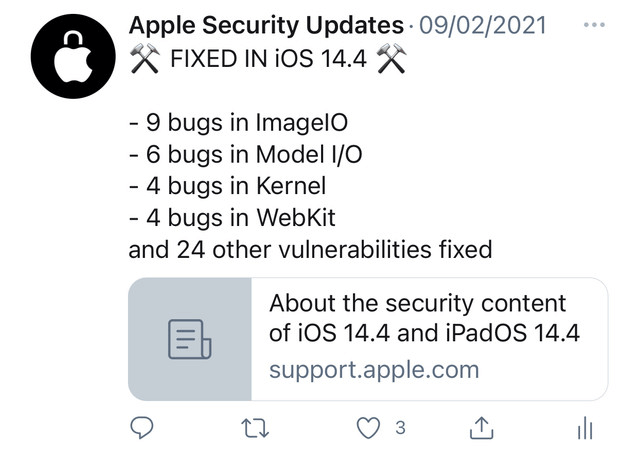 Apple Security Updates · 09/02/2021 ...
⚒️ FIXED IN iOS 14.4 ⚒️
- 9 bugs in ImageIO
- 6 bugs in Model I/O
- 4 bugs in Kernel
- 4 bugs in WebKit
and 24 other vulnerabilities fixed
About the security content
of iOS 14.4 and iPadOS 14.4
support.apple.com
3